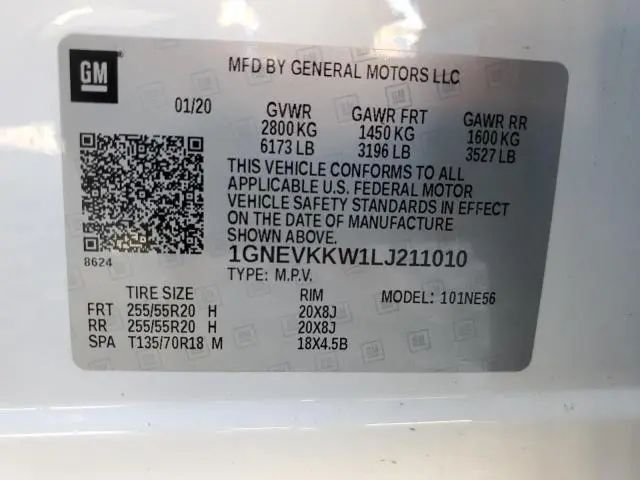 GM
MFD BY GENERAL MOTORS LLC
01/20 GVWR GAWR FRT GAWR RR
2800 KG 1450 KG 1600 KG
6173 LB 3196 LB 3527 LB
THIS VEHICLE CONFORMS TO ALL
APPLICABLE U.S. FEDERAL MOTOR
VEHICLE SAFETY STANDARDS IN EFFECT
ON THE DATE OF MANUFACTURE
SHOWN ABOVE.
8624 1GNEVKKW1LJ211010
TYPE: M.P.V.
TIRE SIZE RIM MODEL: 101NE56
FRT 255/55R20 H 20X8J
RR 255/55R20 H 20X8J
SPA T135/70R18 M 18X4.5B